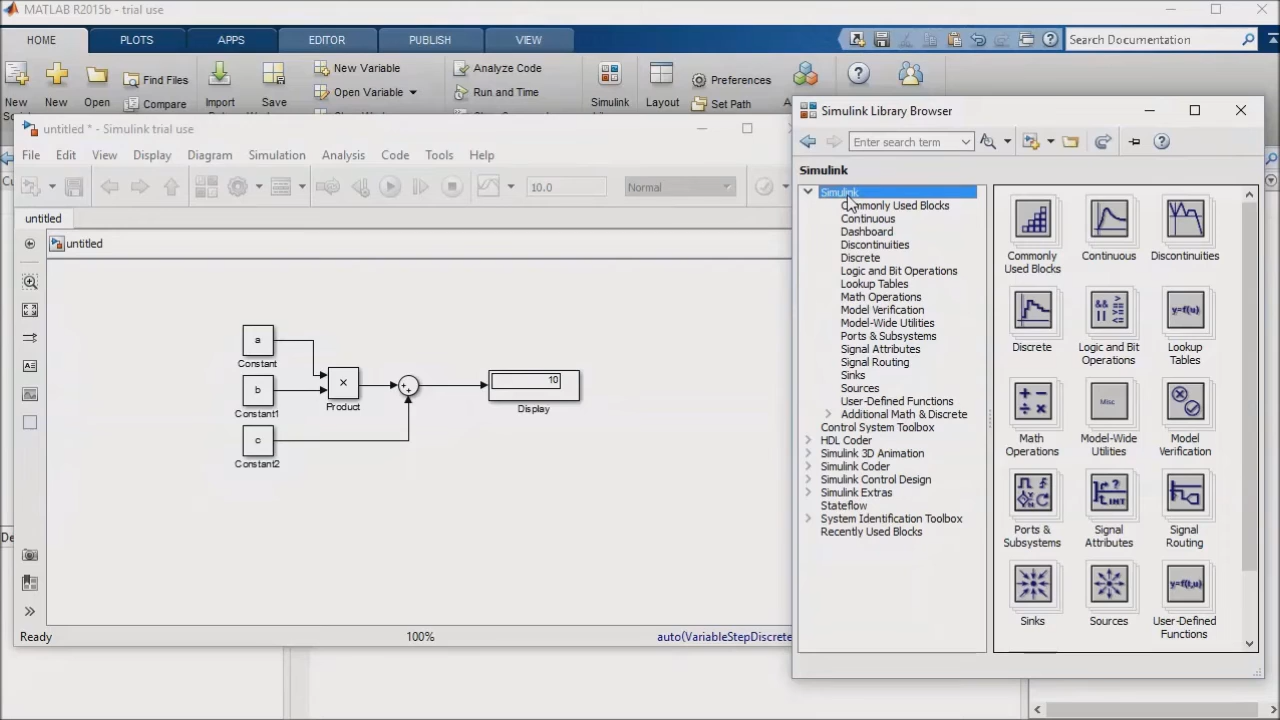 MATLAB R2015b - trial use
HOME
PLOTS
APPS
EDITOR
PUBLISH
VIEW
Search Documentation
New
New
Open
Find Files
Compare
Import
Save
New Variable
Open Variable
Analyze Code
Run and Time
Simulink
Layout
Preferences
Set Path
untitled * - Simulink trial use
File
Edit
View
Display
Diagram
Simulation
Analysis
Code
Tools
Help
10.0
Normal
untitled
untitled
a
Constant
b
Constant1
c
Constant2
×
Product
10
Display
Ready
100%
auto(VariableStepDiscrete
Simulink Library Browser
Enter search term
Simulink
Simulink
Commonly Used Blocks
Continuous
Dashboard
Discontinuities
Discrete
Logic and Bit Operations
Lookup Tables
Math Operations
Model Verification
Model-Wide Utilities
Ports & Subsystems
Signal Attributes
Signal Routing
Sinks
Sources
User-Defined Functions
Additional Math & Discrete
Control System Toolbox
HDL Coder
Simulink 3D Animation
Simulink Coder
Simulink Control Design
Simulink Extras
Stateflow
System Identification Toolbox
Recently Used Blocks
Commonly
Used Blocks
Continuous
Discontinuities
Discrete
Logic and Bit
Operations
y=f(u)
Lookup
Tables
Math
Operations
Misc
Model-Wide
Utilities
Model
Verification
Ports &
Subsystems
Signal
Attributes
Signal
Routing
Sinks
Sources
y=f(t,u)
User-Defined
Functions